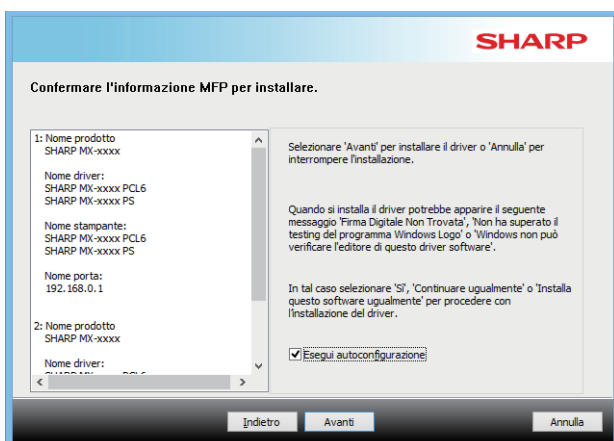 SHARP
Confermare l'informazione MFP per installare.
1: Nome prodotto
SHARP MX-xxxx
Nome driver:
SHARP MX-xxxx PCL6
SHARP MX-xxxx PS
Nome stampante:
SHARP MX-xxxx PCL6
SHARP MX-xxxx PS
Nome porta:
192.168.0.1
2: Nome prodotto
SHARP MX-xxxx
Nome driver:
Selezionare 'Avanti' per installare il driver o 'Annulla' per
interrompere l'installazione.
Quando si installa il driver potrebbe apparire il seguente
messaggio 'Firma Digitale Non Trovata', 'Non ha superato il
testing del programma Windows Logo' o 'Windows non può
verificare l'editore di questo driver software'.
In tal caso selezionare 'Sì', 'Continuare ugualmente' o 'Installa
questo software ugualmente' per procedere con
l'installazione del driver.
Esegui autoconfigurazione
Indietro
Avanti
Annulla